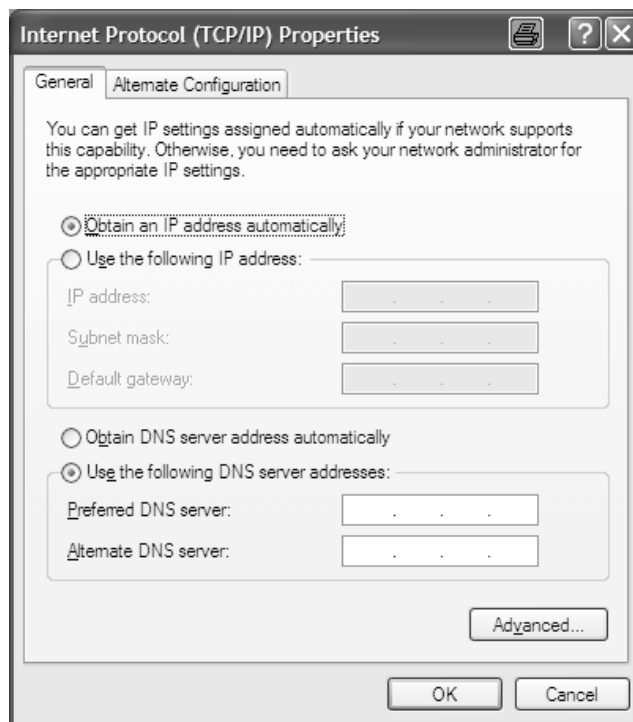 Internet Protocol (TCP/IP) Properties
General
Alternate Configuration
You can get IP settings assigned automatically if your network supports
this capability. Otherwise, you need to ask your network administrator for
the appropriate IP settings.
Obtain an IP address automatically
Use the following IP address:
IP address:
Subnet mask:
Default gateway:
Obtain DNS server address automatically
Use the following DNS server addresses:
Preferred DNS server:
Alternate DNS server:
Advanced...
OK
Cancel